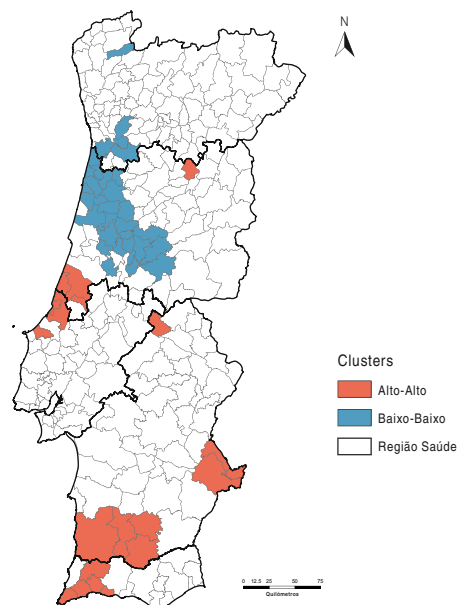 N
Clusters
Alto-Alto
Baixo-Baixo
Região Saúde
0 12.5 25 50 75
Quilómetros